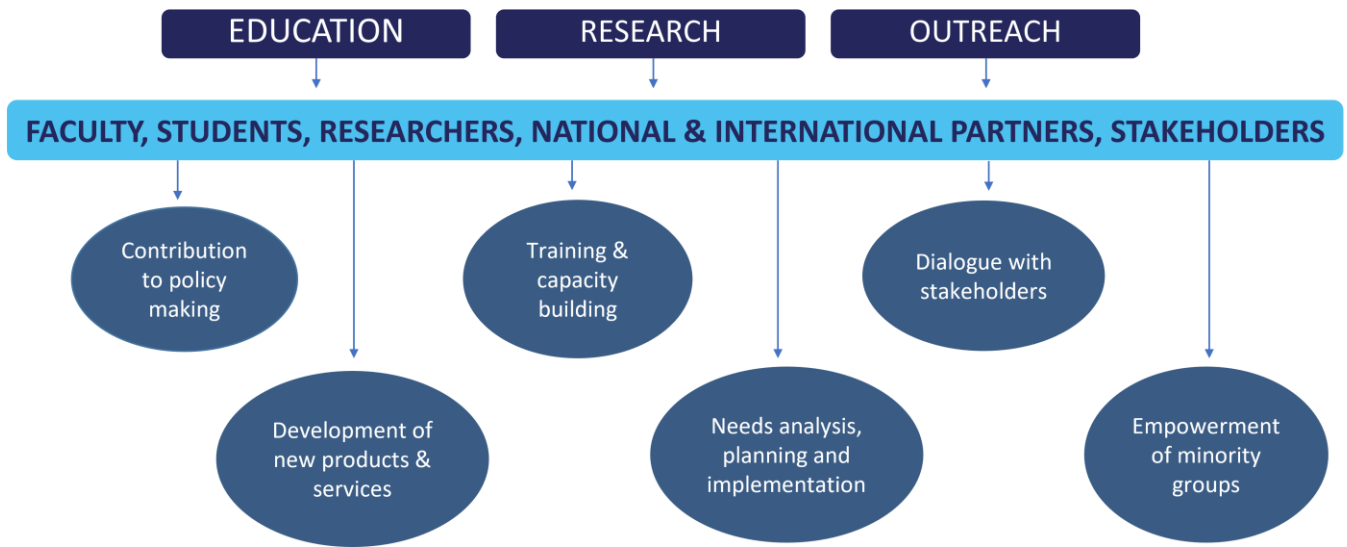 EDUCATION
RESEARCH
OUTREACH
FACULTY, STUDENTS, RESEARCHERS, NATIONAL & INTERNATIONAL PARTNERS, STAKEHOLDERS
Contribution
to policy
making
Training &
capacity
building
Dialogue with
stakeholders
Development of
new products &
services
Needs analysis,
planning and
implementation
Empowerment
of minority
groups